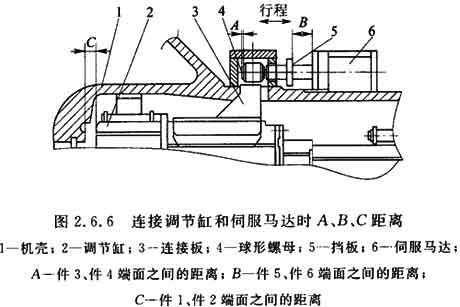 1 2 3 4 A 行程 B 5 6
C
图 2.6.6 连接调节缸和伺服马达时 A、B、C 距离
1—机壳；2—调节缸；3—连接板；4—球形螺母；5—挡板；6—伺服马达；
A—件 3、件 4 端面之间的距离；B—件 5、件 6 端面之间的距离；
C—件 1、件 2 端面之间的距离